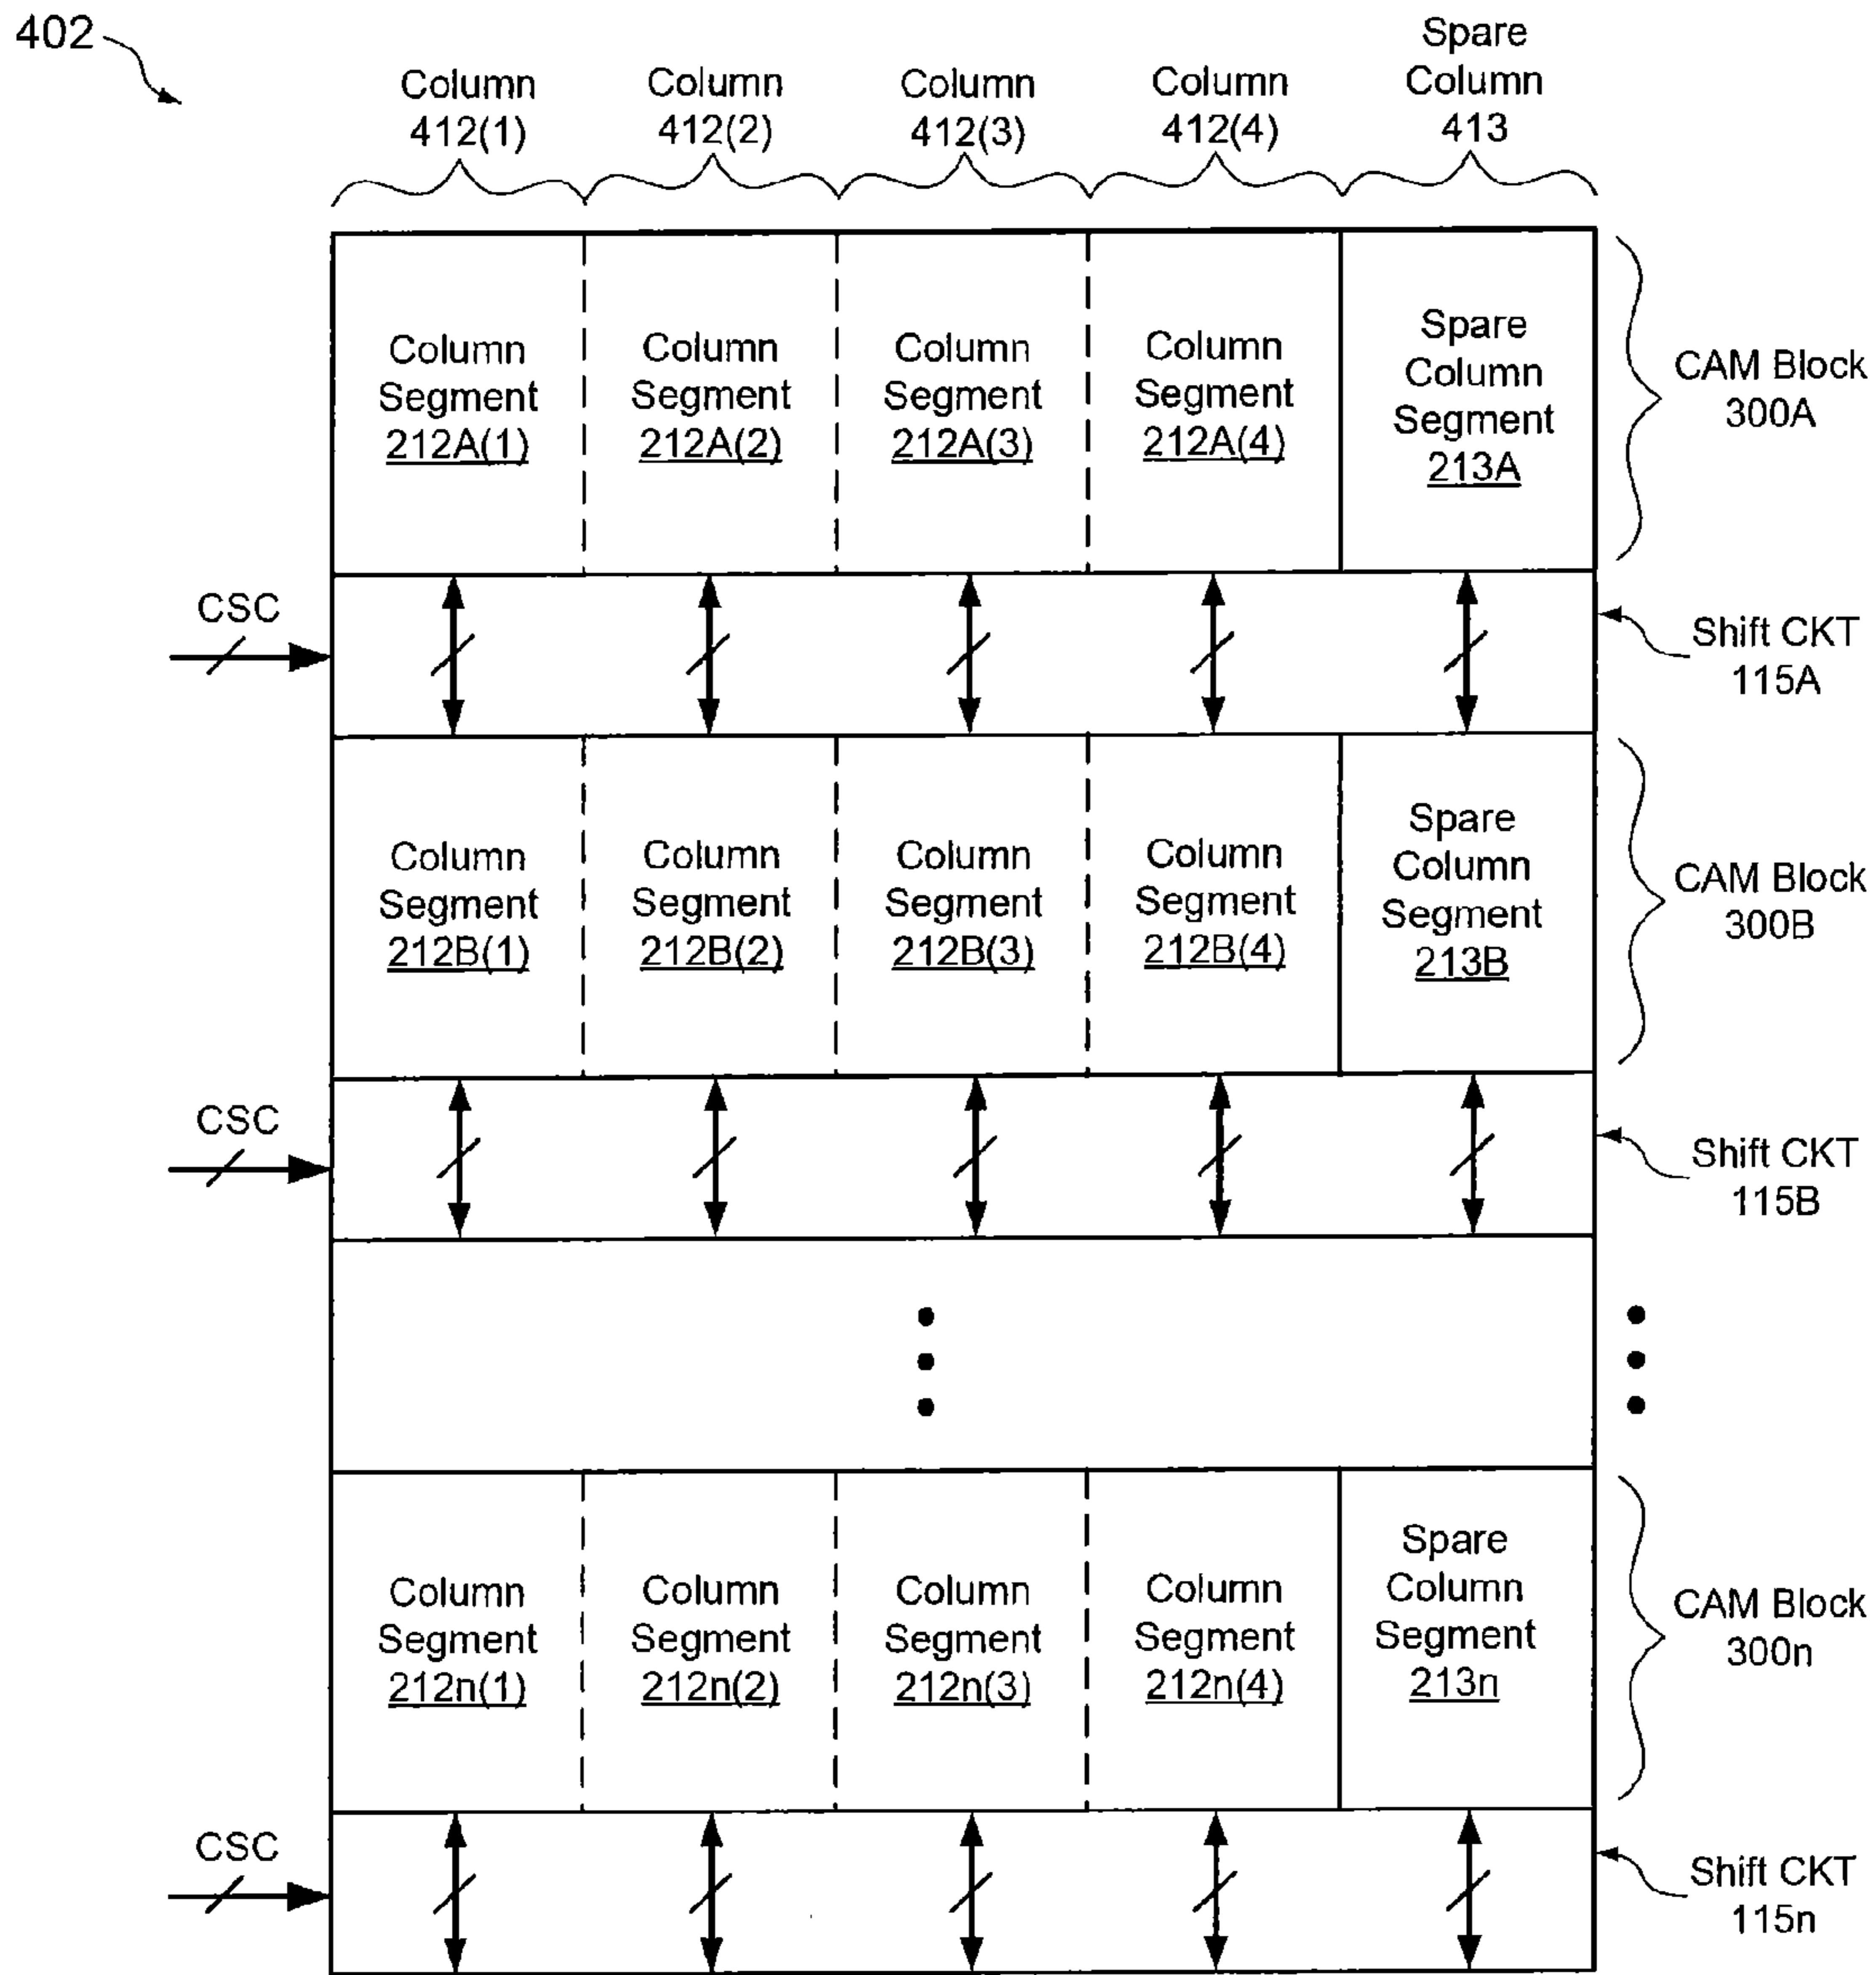 402
Column
412(1)
Column
412(2)
Column
412(3)
Column
412(4)
Spare
Column
413
Column
Segment
212A(1)
Column
Segment
212A(2)
Column
Segment
212A(3)
Column
Segment
212A(4)
Spare
Column
Segment
213A
CAM Block
300A
CSC
Shift CKT
115A
Column
Segment
212B(1)
Column
Segment
212B(2)
Column
Segment
212B(3)
Column
Segment
212B(4)
Spare
Column
Segment
213B
CAM Block
300B
CSC
Shift CKT
115B
Column
Segment
212n(1)
Column
Segment
212n(2)
Column
Segment
212n(3)
Column
Segment
212n(4)
Spare
Column
Segment
213n
CAM Block
300n
CSC
Shift CKT
115n